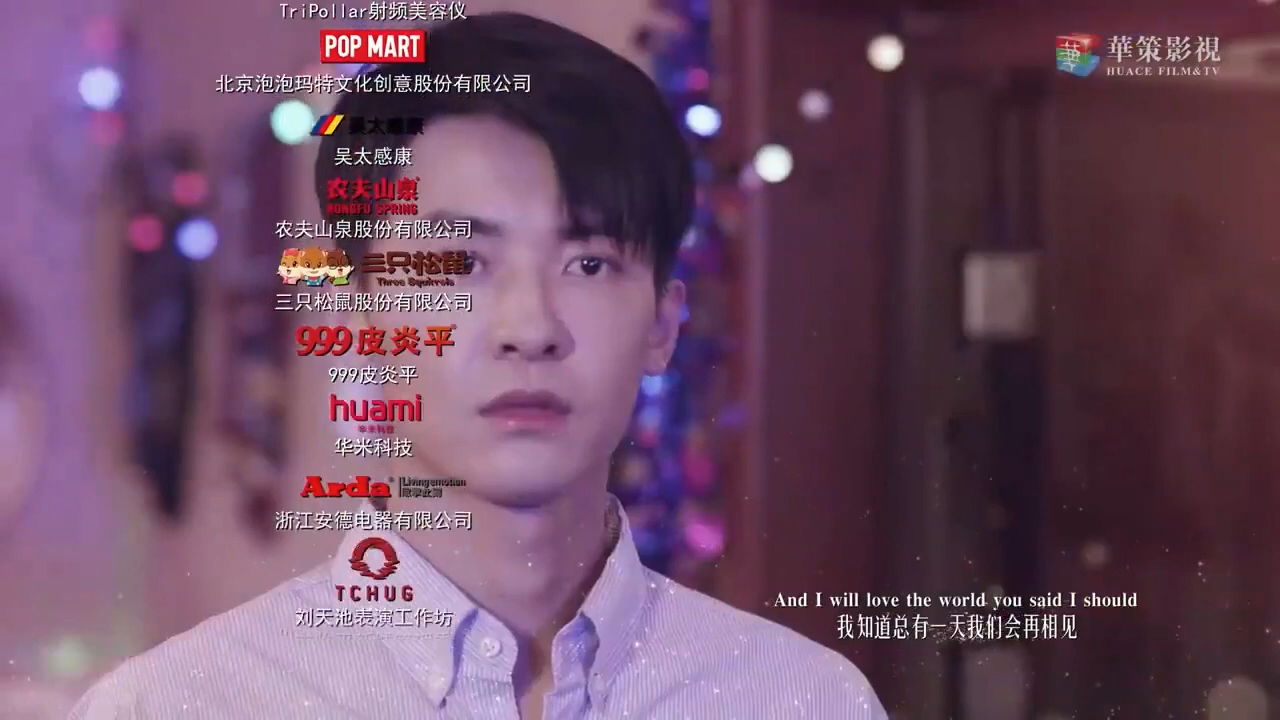 TriPollar射频美容仪
POP MART
北京泡泡玛特文化创意股份有限公司
吴太感康
吴太感康
农夫山泉
NONGFU SPRING
农夫山泉股份有限公司
三只松鼠
Three Squirrels
三只松鼠股份有限公司
999皮炎平
999皮炎平
huami
华米科技
华米科技
Arda
Livingemotion
浙江安德电器有限公司
TCHUG
刘天池表演工作坊
華策影視
HUACE FILM&TV
And I will love the world you said I should
我知道总有一天我们会再相见